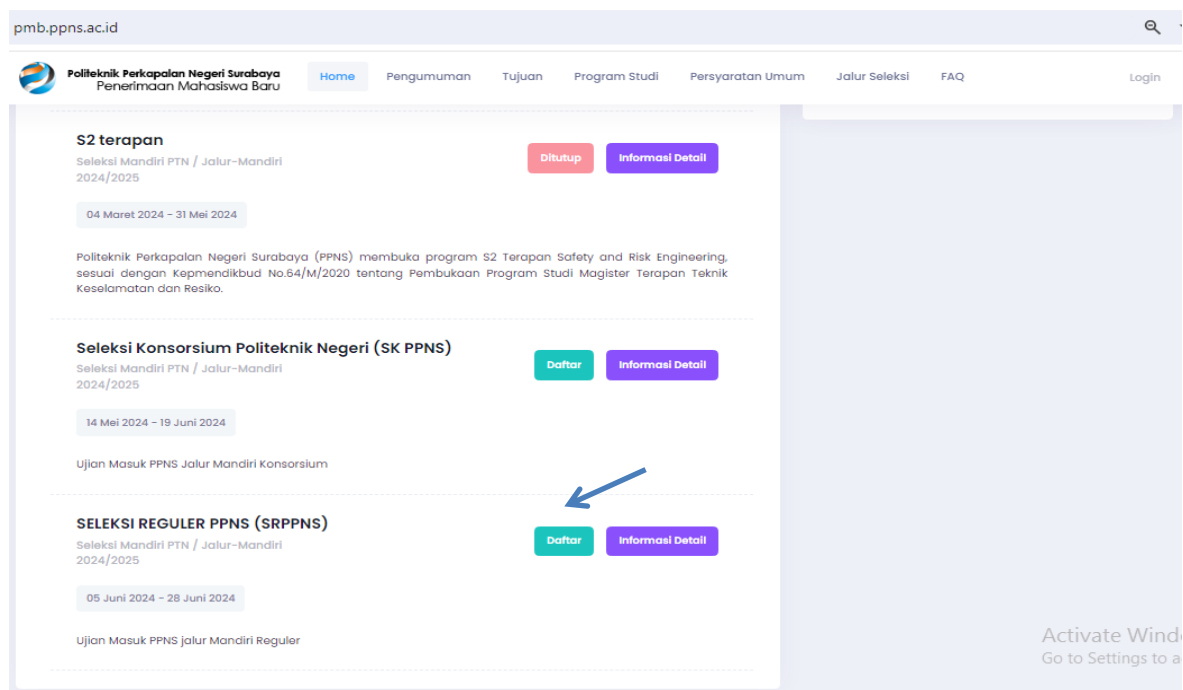 pmb.ppns.ac.id
Politeknik Perkapalan Negeri Surabaya
Penerimaan Mahasiswa Baru
Home Pengumuman Tujuan Program Studi Persyaratan Umum Jalur Seleksi FAQ Login
S2 terapan
Seleksi Mandiri PTN / Jalur-Mandiri
2024/2025
Ditutup Informasi Detail
04 Maret 2024 - 31 Mei 2024
Politeknik Perkapalan Negeri Surabaya (PPNS) membuka program S2 Terapan Safety and Risk Engineering,
sesuai dengan Kepmendikbud No.64/M/2020 tentang Pembukaan Program Studi Magister Terapan Teknik
Keselamatan dan Resiko.
Seleksi Konsorsium Politeknik Negeri (SK PPNS)
Seleksi Mandiri PTN / Jalur-Mandiri
2024/2025
Daftar Informasi Detail
14 Mei 2024 - 19 Juni 2024
Ujian Masuk PPNS Jalur Mandiri Konsorsium
SELEKSI REGULER PPNS (SRPPNS)
Seleksi Mandiri PTN / Jalur-Mandiri
2024/2025
Daftar Informasi Detail
05 Juni 2024 - 28 Juni 2024
Ujian Masuk PPNS jalur Mandiri Reguler
Activate Wind
Go to Settings to a